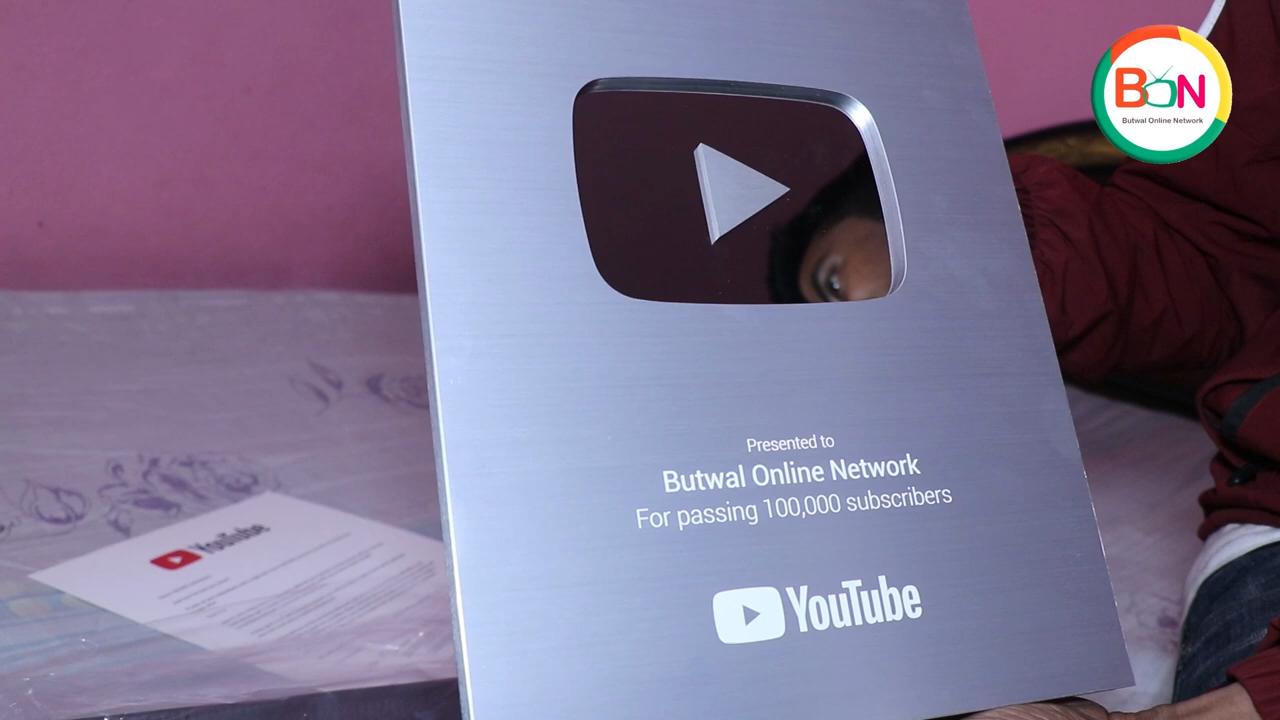 BON
Butwal Online Network
Presented to
Butwal Online Network
For passing 100,000 subscribers
YouTube
YouTube